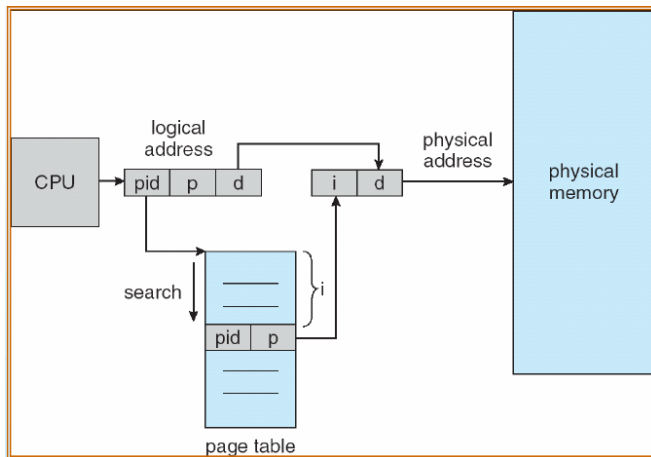 logical
address
physical
address
CPU
pid p d
i d
physical
memory
search
i
pid p
page table